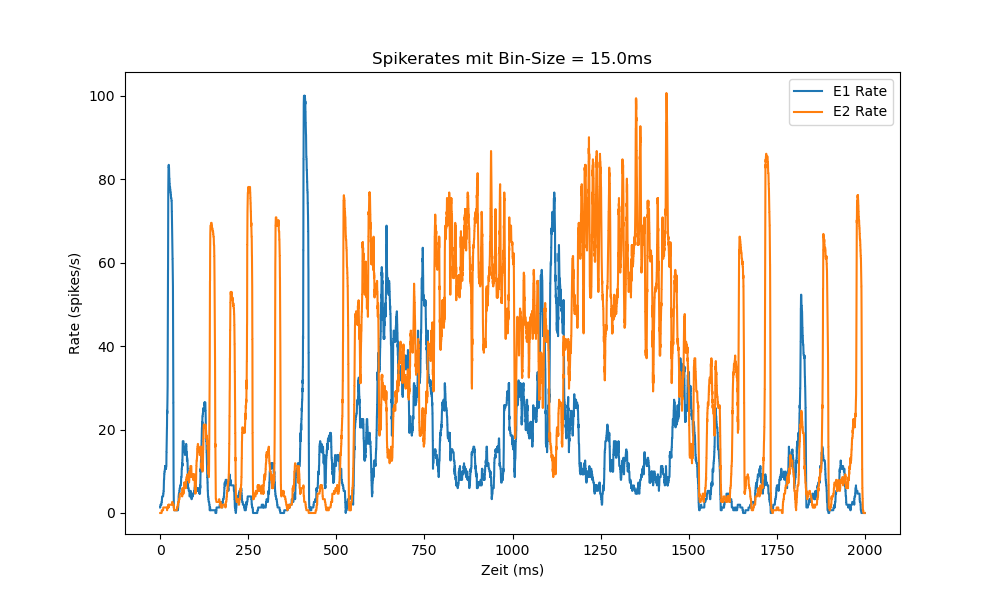 Spikerates mit Bin-Size = 15.0ms
E1 Rate
E2 Rate
100
80
60
40
20
0
Rate (spikes/s)
0 250 500 750 1000 1250 1500 1750 2000
Zeit (ms)